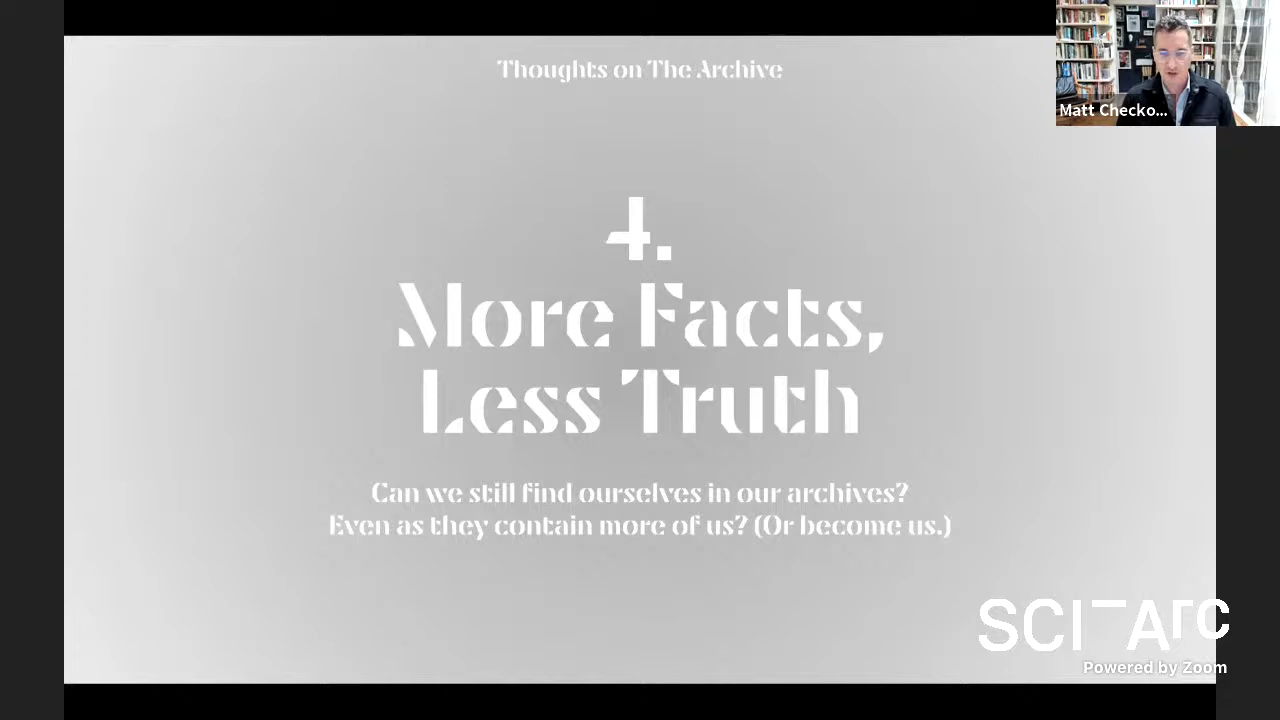 Thoughts on The Archive
Matt Checko...
4.
More Facts,
Less Truth
Can we still find ourselves in our archives?
Even as they contain more of us? (Or become us.)
SCI-Arc
Powered by Zoom